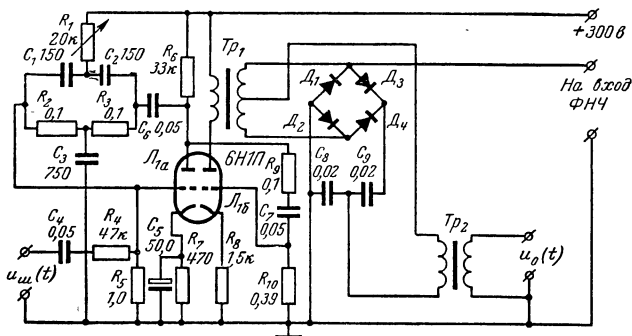 R₁
20к
C₁ 150
C₂ 150
R₆
33к
Тр₁
+300в
На вход
ФНЧ
R₂
0,1
R₃
0,1
C₆ 0,05
Д₁
Д₃
Д₂
Д₄
C₃
750
Л₁а
6Н1П
Л₁б
R₉
0,1
C₇
0,05
C₈
0,02
C₉
0,02
C₄
0,05
R₄
47к
C₅
50,0
R₇
470
R₈
1,5к
R₅
1,0
R₁₀
0,39
Тр₂
uш(t)
u₀(t)